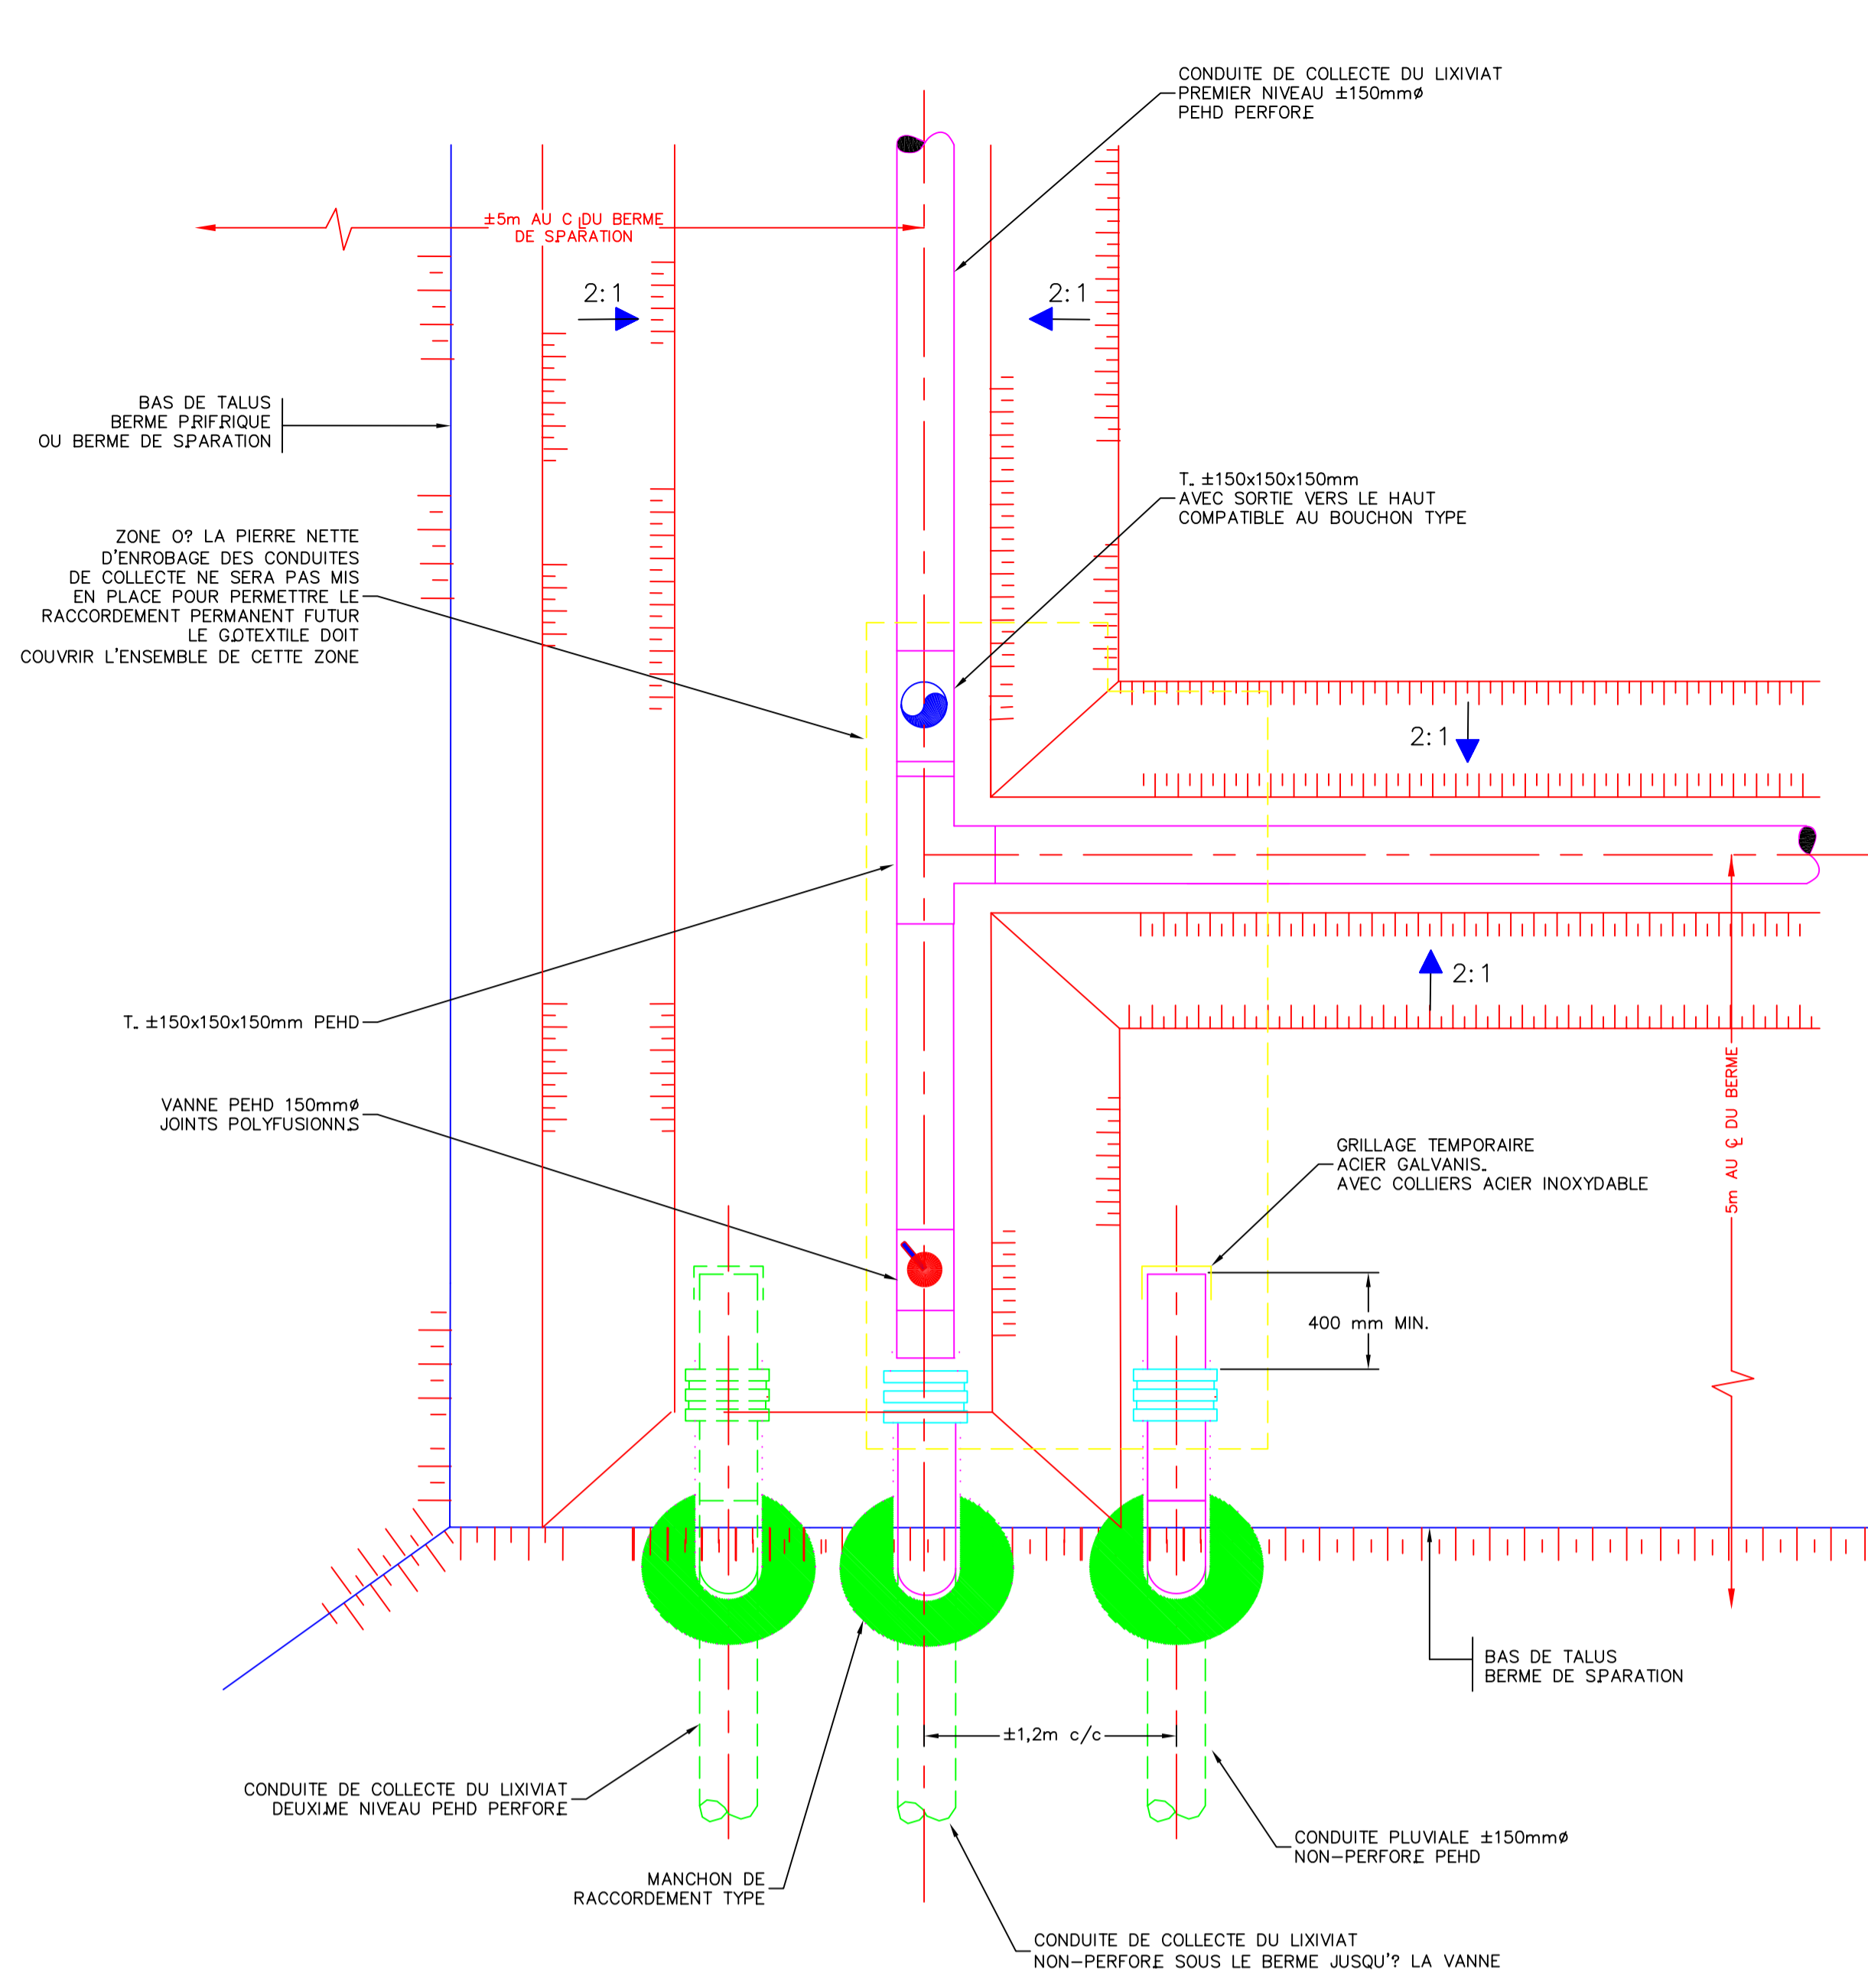 CONDUITE DE COLLECTE DU LIXIVIAT
PREMIER NIVEAU ±150mmø
PEHD PERFORE
±5m AU C L DU BERME
DE SPARATION
2:1
2:1
BAS DE TALUS
BERME PRIFRIQUE
OU BERME DE SPARATION
T. ±150x150x150mm
AVEC SORTIE VERS LE HAUT
COMPATIBLE AU BOUCHON TYPE
ZONE O? LA PIERRE NETTE
D'ENROBAGE DES CONDUITES
DE COLLECTE NE SERA PAS MIS
EN PLACE POUR PERMETTRE LE
RACCORDEMENT PERMANENT FUTUR
LE GOTEXTILE DOIT
COUVRIR L'ENSEMBLE DE CETTE ZONE
2:1
2:1
T. ±150x150x150mm PEHD
VANNE PEHD 150mmø
JOINTS POLYFUSIONNS
5m AU CL DU BERME
GRILLAGE TEMPORAIRE
ACIER GALVANIS.
AVEC COLLIERS ACIER INOXYDABLE
400 mm MIN.
BAS DE TALUS
BERME DE SPARATION
±1,2m c/c
CONDUITE DE COLLECTE DU LIXIVIAT
DEUXIME NIVEAU PEHD PERFORE
CONDUITE PLUVIALE ±150mmø
NON-PERFORE PEHD
MANCHON DE
RACCORDEMENT TYPE
CONDUITE DE COLLECTE DU LIXIVIAT
NON-PERFORE SOUS LE BERME JUSQU'? LA VANNE